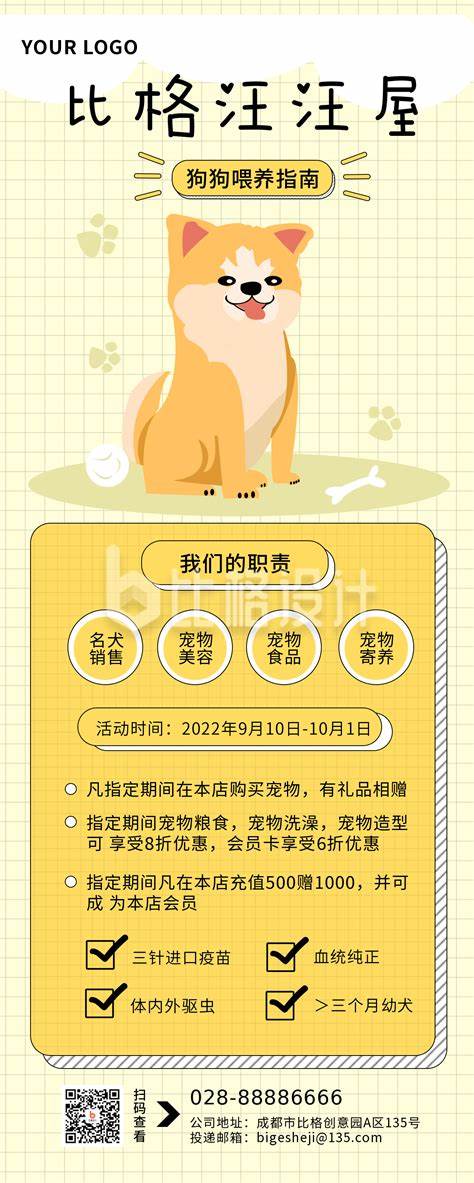 YOUR LOGO
比格汪汪屋
狗狗喂养指南
我们的职责
比格设计
名犬
销售
宠物
美容
宠物
食品
宠物
寄养
活动时间：2022年9月10日-10月1日
凡指定期间在本店购买宠物，有礼品相赠
指定期间宠物粮食，宠物洗澡，宠物造型
可 享受8折优惠，会员卡享受6折优惠
指定期间凡在本店充值500赠1000，并可
成 为本店会员
三针进口疫苗
血统纯正
体内外驱虫
＞三个月幼犬
扫码查看
028-88886666
公司地址：成都市比格创意园A区135号
投递邮箱：bigesheji@135.com